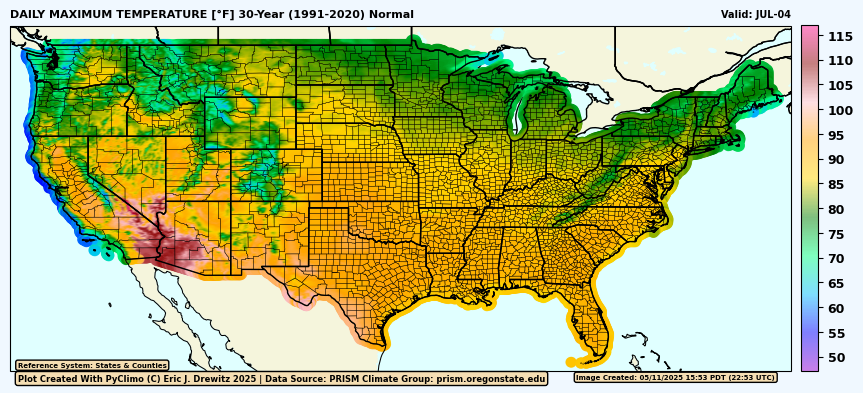 DAILY MAXIMUM TEMPERATURE [°F] 30-Year (1991-2020) Normal
Valid: JUL-04
115
110
105
100
95
90
85
80
75
70
65
60
55
50
Reference System: States & Counties
Plot Created With PyClimo (C) Eric J. Drewitz 2025 | Data Source: PRISM Climate Group: prism.oregonstate.edu
Image Created: 05/11/2025 15:53 PDT (22:53 UTC)